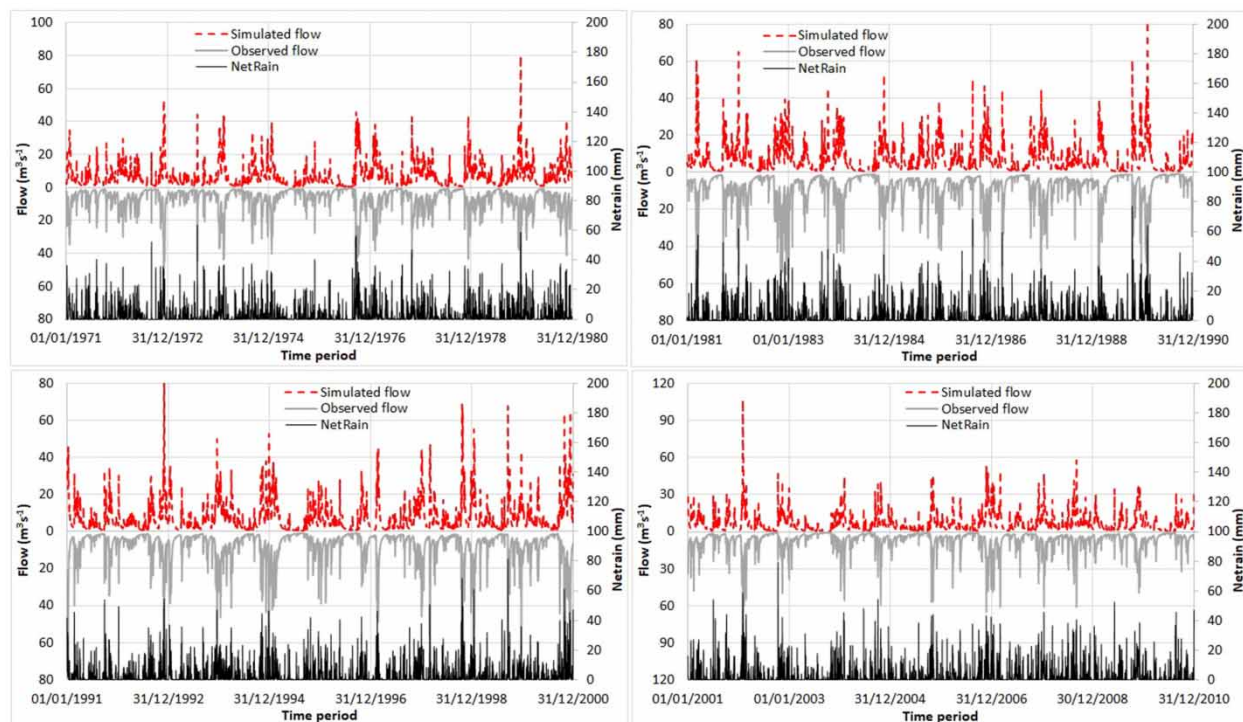 100
80
60
40
20
0
20
40
60
80
Flow (m³s⁻¹)
Simulated flow
Observed flow
NetRain
200
180
160
140
120
100
80
60
40
20
0
Netrain (mm)
01/01/1971 31/12/1972 31/12/1974 31/12/1976 31/12/1978 31/12/1980
Time period
80
60
40
20
0
20
40
60
80
Flow (m³s⁻¹)
Simulated flow
Observed flow
NetRain
200
180
160
140
120
100
80
60
40
20
0
Netrain (mm)
01/01/1981 01/01/1983 31/12/1984 31/12/1986 31/12/1988 31/12/1990
Time period
80
60
40
20
0
20
40
60
80
Flow (m³s⁻¹)
Simulated flow
Observed flow
NetRain
200
180
160
140
120
100
80
60
40
20
0
Netrain (mm)
01/01/1991 31/12/1992 31/12/1994 31/12/1996 31/12/1998 31/12/2000
Time period
120
90
60
30
0
30
60
90
120
Flow (m³s⁻¹)
Simulated flow
Observed flow
NetRain
200
180
160
140
120
100
80
60
40
20
0
Netrain (mm)
01/01/2001 01/01/2003 31/12/2004 31/12/2006 30/12/2008 31/12/2010
Time period